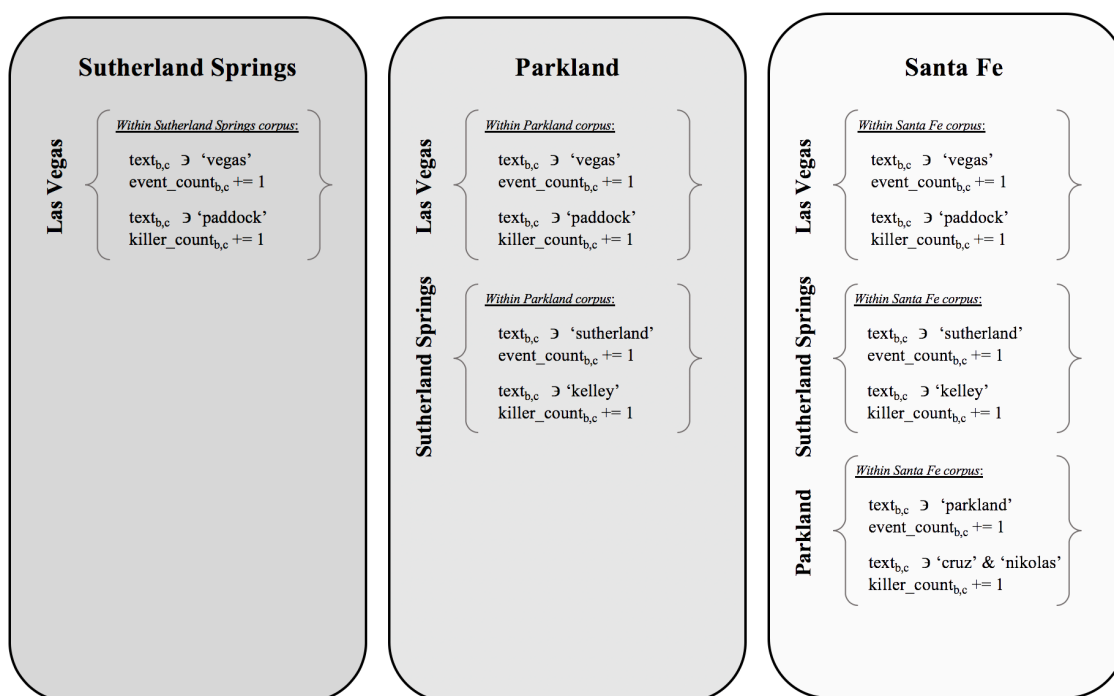 Sutherland Springs
Las Vegas
Within Sutherland Springs corpus:
text_b,c ∋ ‘vegas’
event_count_b,c += 1
text_b,c ∋ ‘paddock’
killer_count_b,c += 1
Parkland
Las Vegas
Within Parkland corpus:
text_b,c ∋ ‘vegas’
event_count_b,c += 1
text_b,c ∋ ‘paddock’
killer_count_b,c += 1
Sutherland Springs
Within Parkland corpus:
text_b,c ∋ ‘sutherland’
event_count_b,c += 1
text_b,c ∋ ‘kelley’
killer_count_b,c += 1
Santa Fe
Las Vegas
Within Santa Fe corpus:
text_b,c ∋ ‘vegas’
event_count_b,c += 1
text_b,c ∋ ‘paddock’
killer_count_b,c += 1
Sutherland Springs
Within Santa Fe corpus:
text_b,c ∋ ‘sutherland’
event_count_b,c += 1
text_b,c ∋ ‘kelley’
killer_count_b,c += 1
Parkland
Within Santa Fe corpus:
text_b,c ∋ ‘parkland’
event_count_b,c += 1
text_b,c ∋ ‘cruz’ & ‘nikolas’
killer_count_b,c += 1